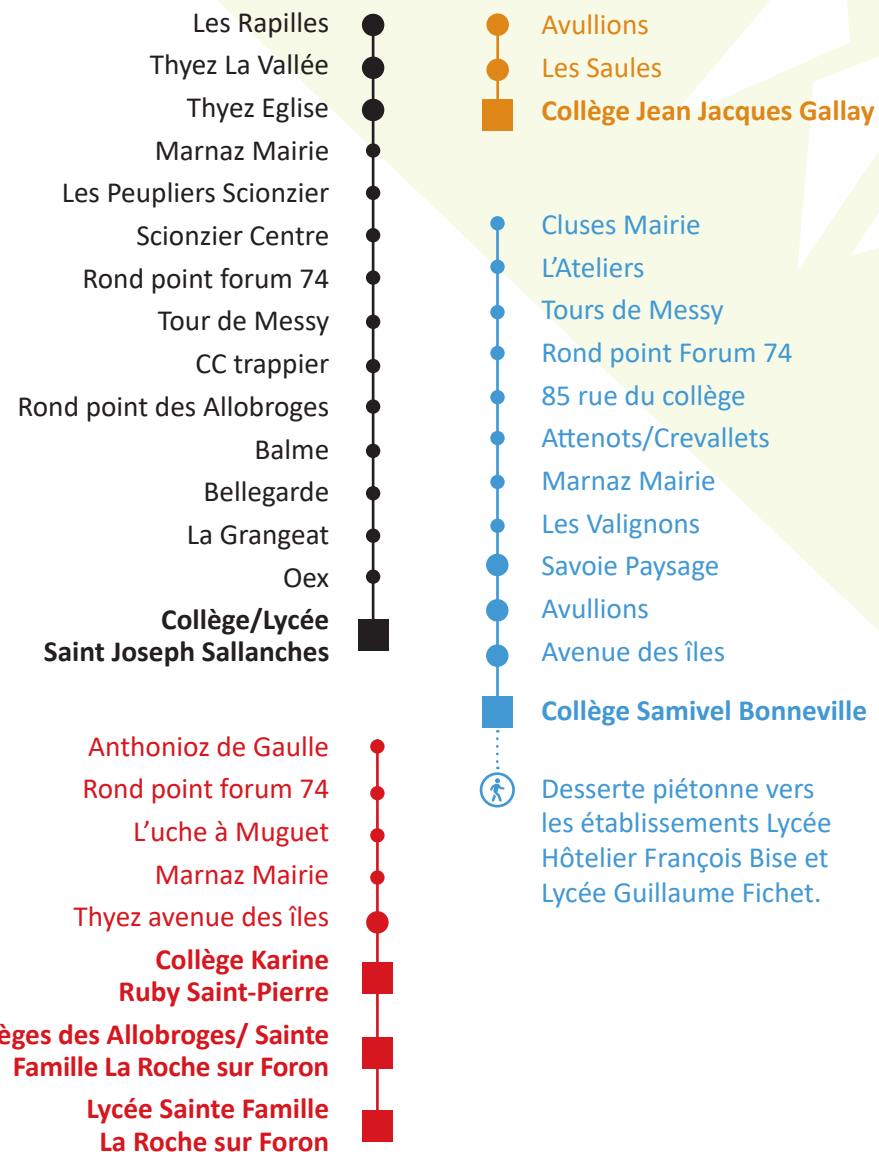 Les Rapilles
Thyez La Vallée
Thyez Eglise
Marnaz Mairie
Les Peupliers Scionzier
Scionzier Centre
Rond point forum 74
Tour de Messy
CC trappier
Rond point des Allobroges
Balme
Bellegarde
La Grangeat
Oex
Collège/Lycée
Saint Joseph Sallanches
Anthonioz de Gaulle
Rond point forum 74
L'uche à Muguet
Marnaz Mairie
Thyez avenue des îles
Collège Karine
Ruby Saint-Pierre
èges des Allobroges/ Sainte
Famille La Roche sur Foron
Lycée Sainte Famille
La Roche sur Foron
Avullions
Les Saules
Collège Jean Jacques Gallay
Cluses Mairie
L'Ateliers
Tours de Messy
Rond point Forum 74
85 rue du collège
Attenots/Crevallets
Marnaz Mairie
Les Valignons
Savoie Paysage
Avullions
Avenue des îles
Collège Samivel Bonneville
Desserte piétonne vers
les établissements Lycée
Hôtelier François Bise et
Lycée Guillaume Fichet.